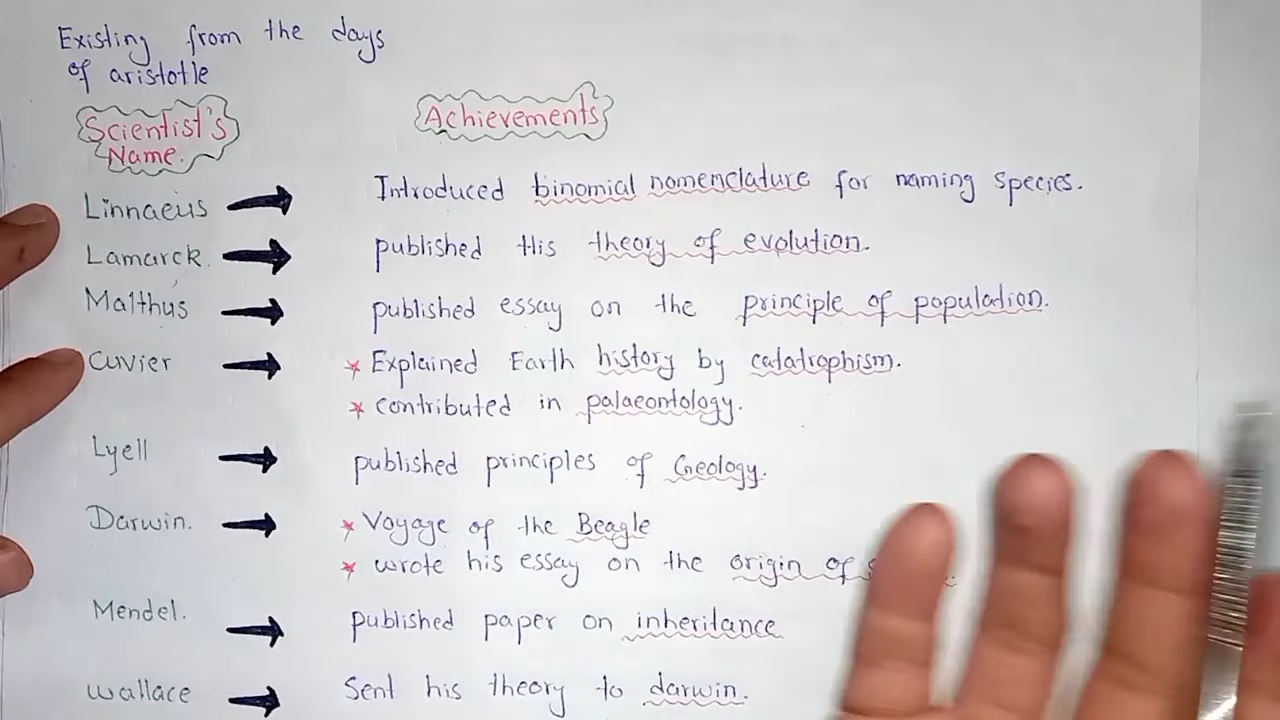 Existing from the days
of aristotle
Scientist's
Name.
Achievements
Linnaeus → Introduced binomial nomenclature for naming species.
Lamarck. → published His theory of evolution.
Malthus → published essay on the principle of population.
Cuvier → * Explained Earth history by catatrophism.
* contributed in palaeontology.
Lyell → published principles of Geology.
Darwin. → * Voyage of the Beagle
* wrote his essay on the origin of
Mendel. → published paper on inheritance
wallace → Sent his theory to darwin.